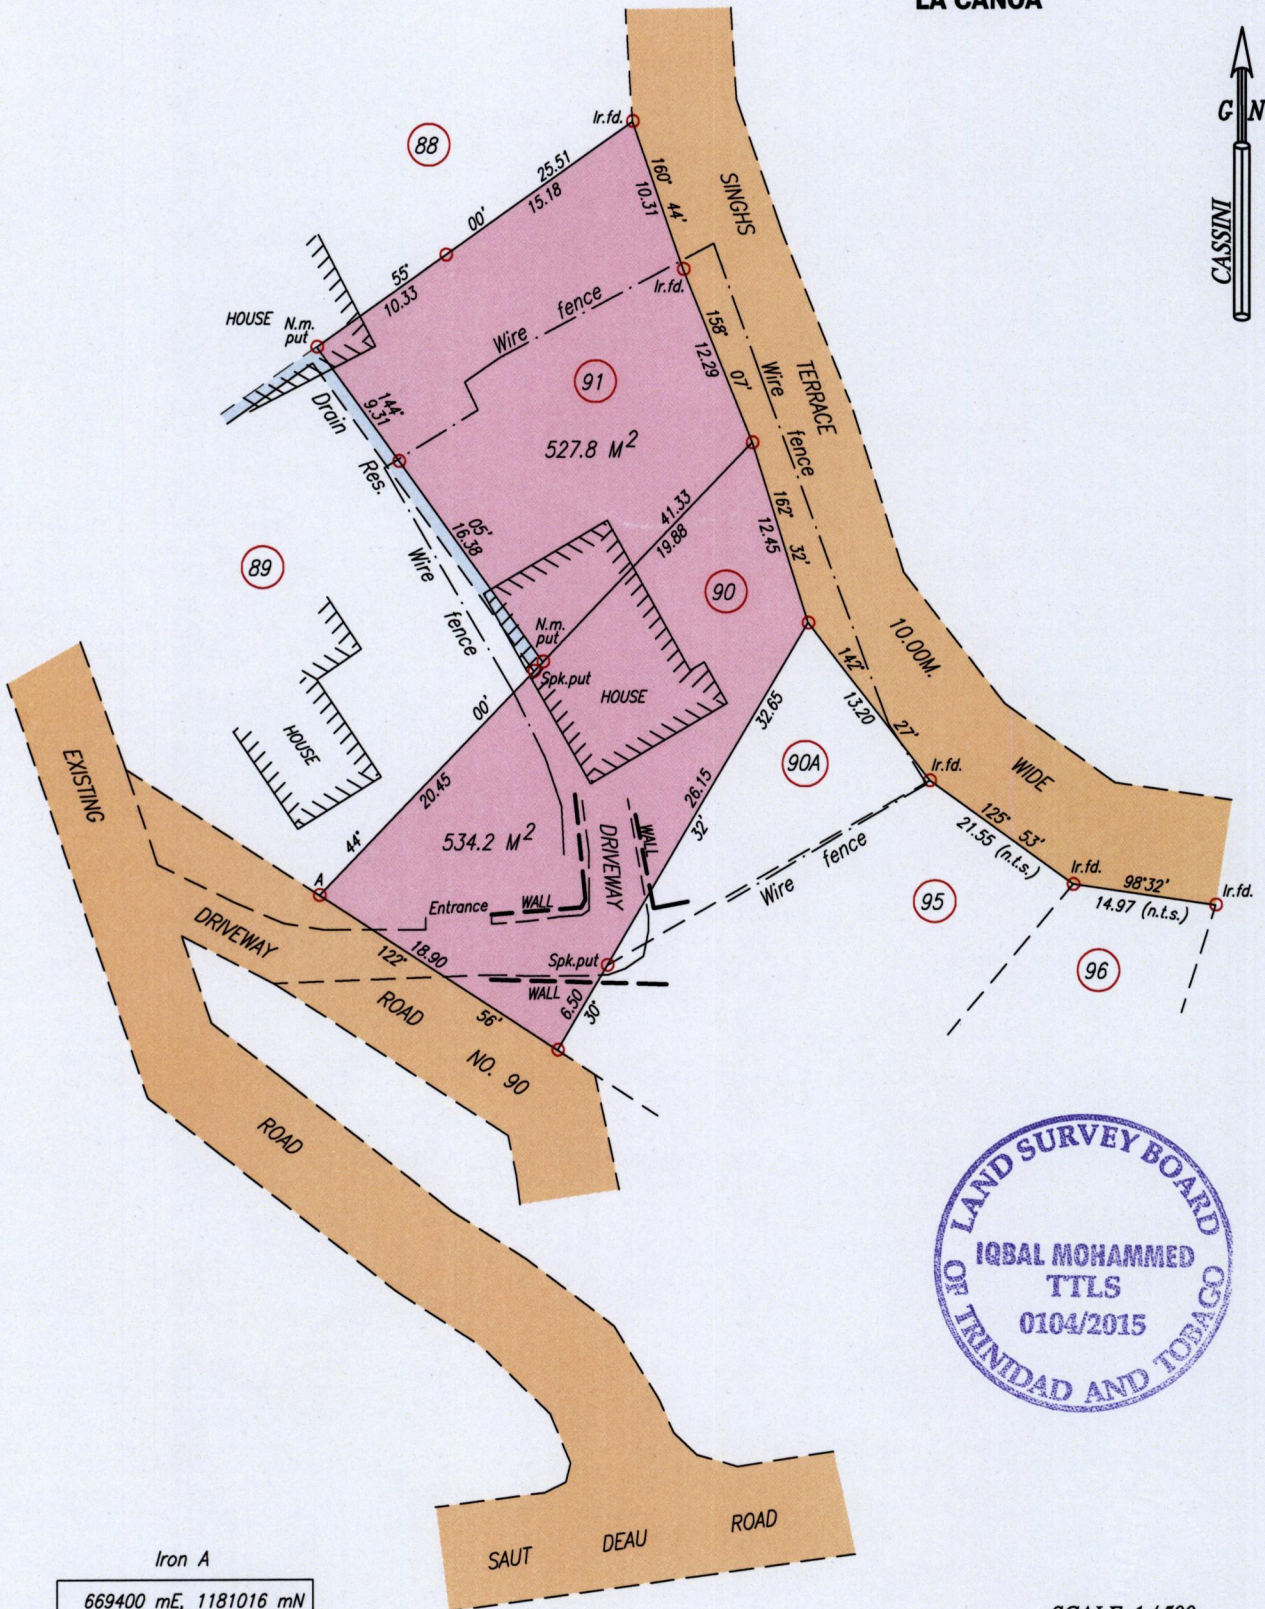 LA CANOA
G N
CASSINI
88
Ir.fd.
25.51
15.18
00'
55°
10.33
160°
10.31
44'
SINGHS
HOUSE
N.m.
put
Ir.fd.
Wire fence
91
527.8 M2
158°
12.29
07'
Wire fence
TERRACE
144°
9.31
Drain
Res.
05'
16.38
Wire
fence
41.33
19.88
162°
12.45
32'
89
90
N.m.
put
Spk.put
HOUSE
00'
10.00M.
142°
13.20
27'
HOUSE
32.65
90A
Ir.fd.
WIDE
EXISTING
20.45
26.15
32'
44°
534.2 M2
DRIVEWAY
WALL
Wire fence
125° 53'
21.55 (n.t.s.)
Ir.fd.
98°32'
14.97 (n.t.s.)
Ir.fd.
A
Entrance
WALL
95
DRIVEWAY
18.90
122°
Spk.put
WALL
96
ROAD
56'
6.50
30°
NO. 90
ROAD
LAND SURVEY BOARD
IQBAL MOHAMMED
TTLS
0104/2015
OF TRINIDAD AND TOBAGO
SAUT DEAU ROAD
Iron A
669400 mE, 1181016 mN
SCALE 1/500